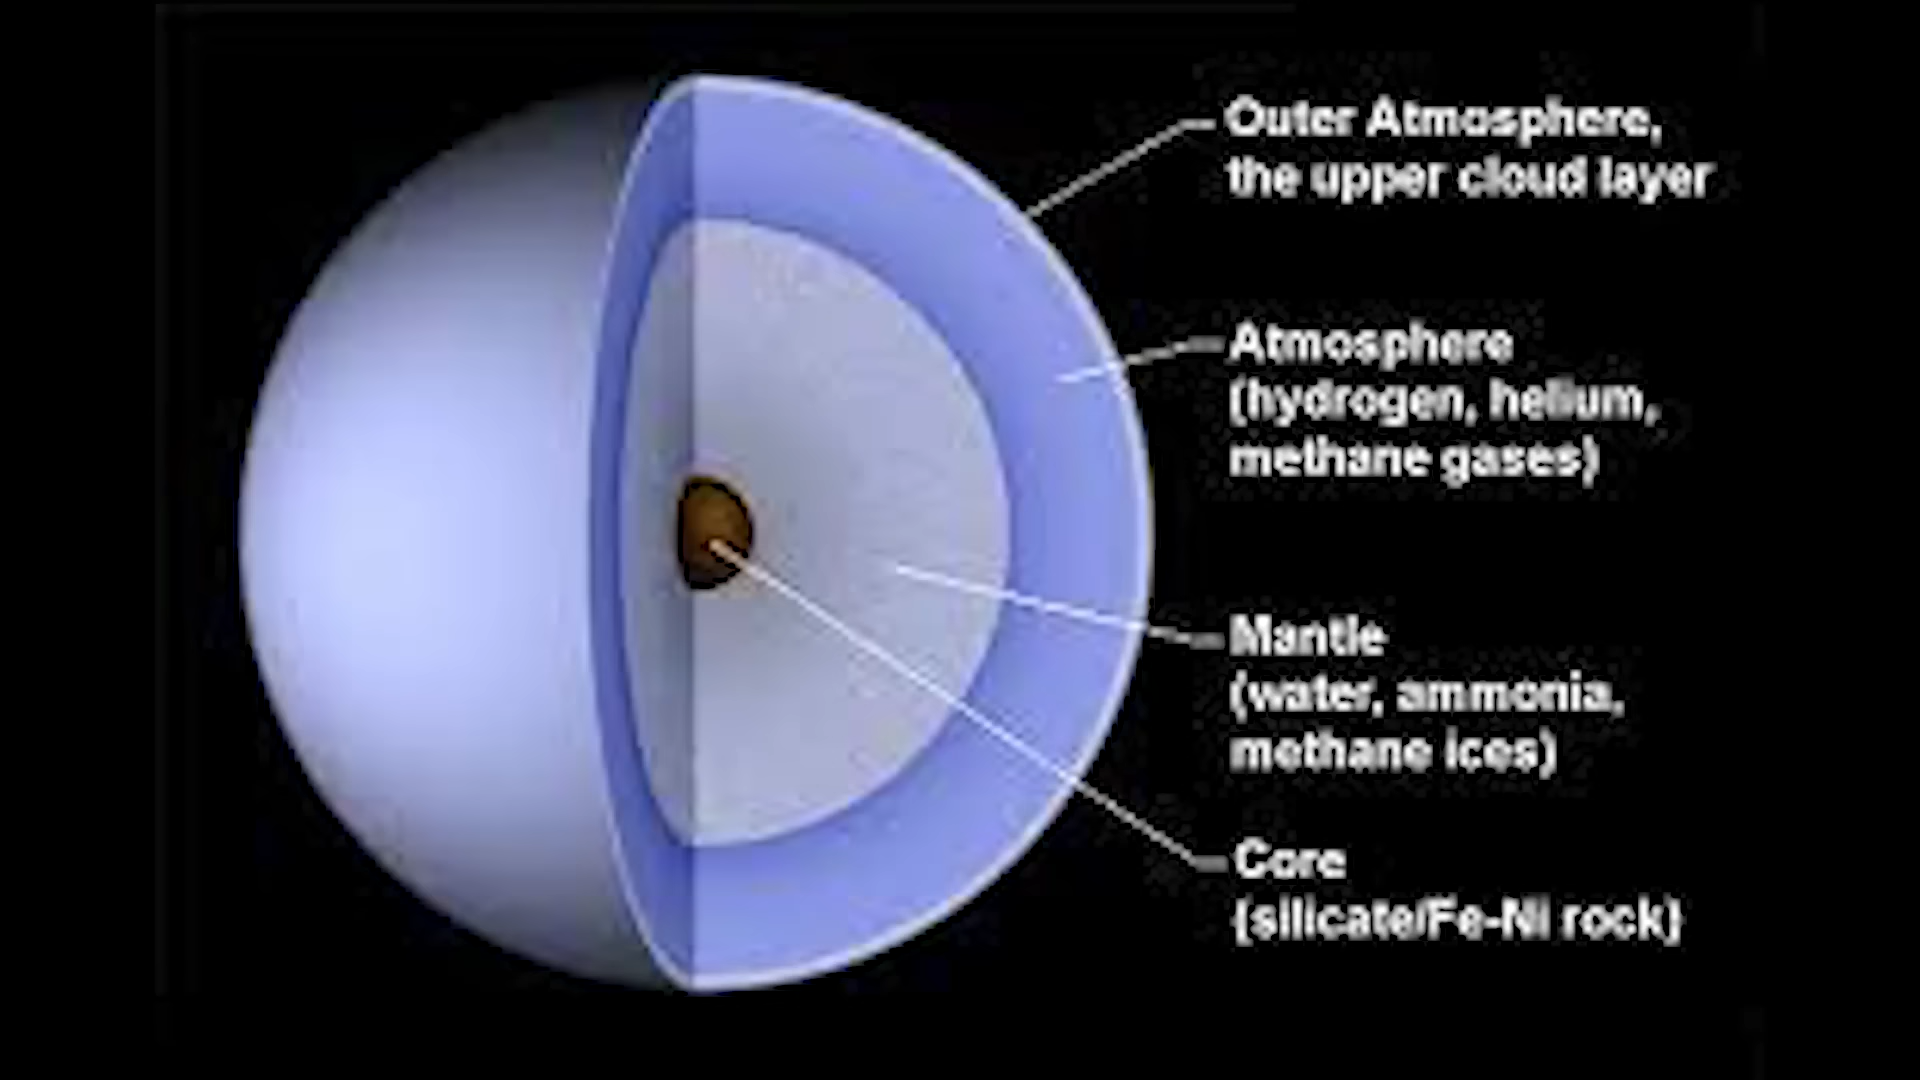 Outer Atmosphere,
the upper cloud layer
Atmosphere
(hydrogen, helium,
methane gases)
Mantle
(water, ammonia,
methane ices)
Core
(silicate/Fe-Ni rock)